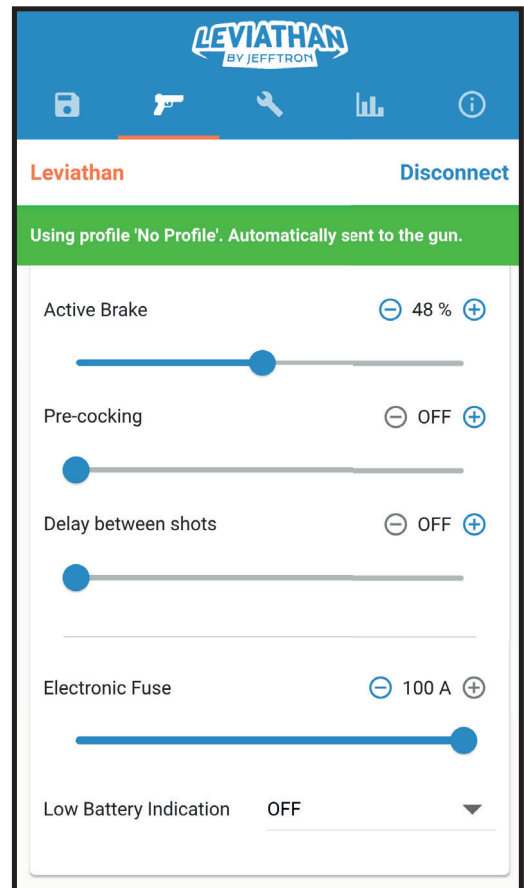 LEVIATHAN
BY JEFFTRON
Leviathan Disconnect
Using profile 'No Profile'. Automatically sent to the gun.
Active Brake 48 %
Pre-cocking OFF
Delay between shots OFF
Electronic Fuse 100 A
Low Battery Indication OFF